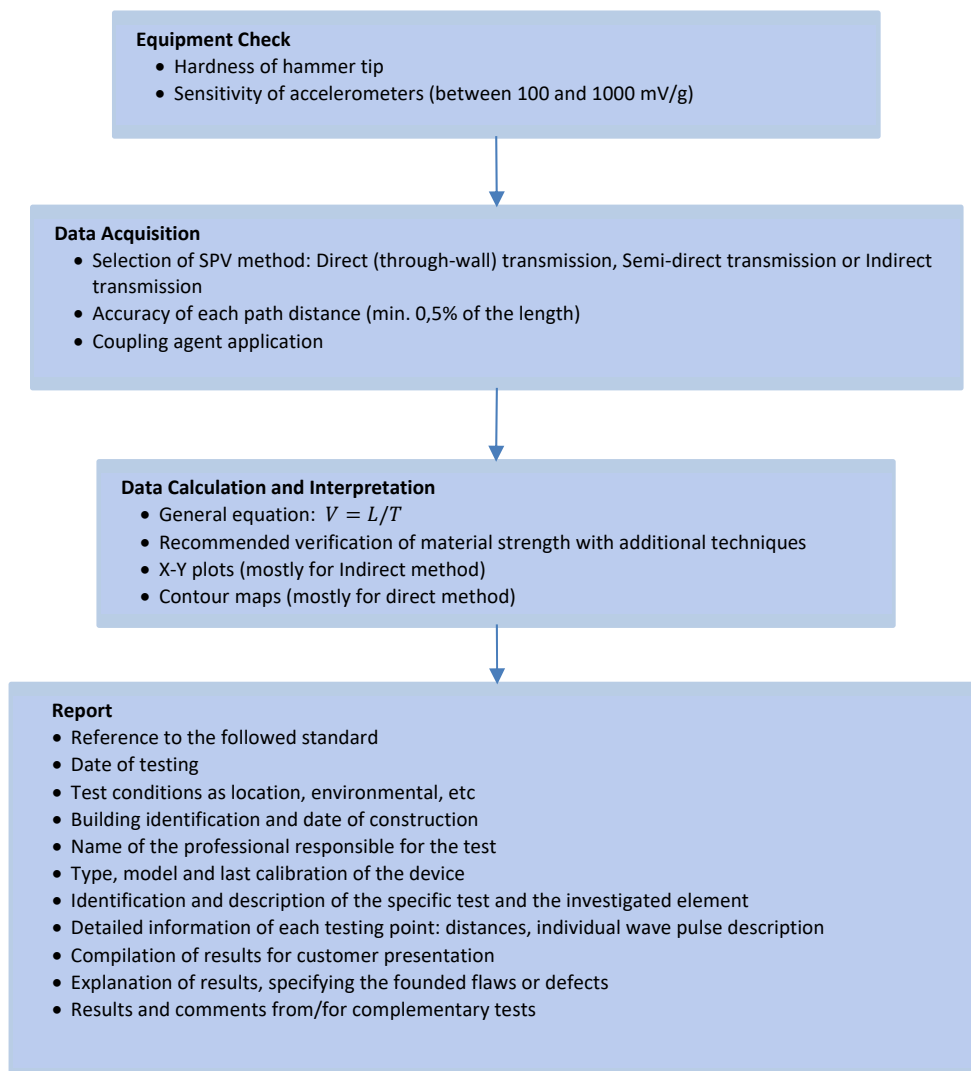 Equipment Check
• Hardness of hammer tip
• Sensitivity of accelerometers (between 100 and 1000 mV/g)
Data Acquisition
• Selection of SPV method: Direct (through-wall) transmission, Semi-direct transmission or Indirect
transmission
• Accuracy of each path distance (min. 0,5% of the length)
• Coupling agent application
Data Calculation and Interpretation
• General equation: V = L/T
• Recommended verification of material strength with additional techniques
• X-Y plots (mostly for Indirect method)
• Contour maps (mostly for direct method)
Report
• Reference to the followed standard
• Date of testing
• Test conditions as location, environmental, etc
• Building identification and date of construction
• Name of the professional responsible for the test
• Type, model and last calibration of the device
• Identification and description of the specific test and the investigated element
• Detailed information of each testing point: distances, individual wave pulse description
• Compilation of results for customer presentation
• Explanation of results, specifying the founded flaws or defects
• Results and comments from/for complementary tests